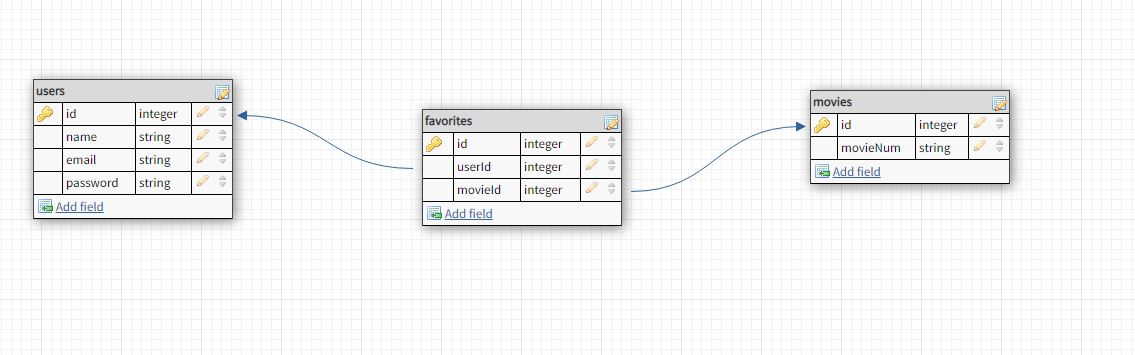 users
id integer
name string
email string
password string
Add field
favorites
id integer
userId integer
movieId integer
Add field
movies
id integer
movieNum string
Add field